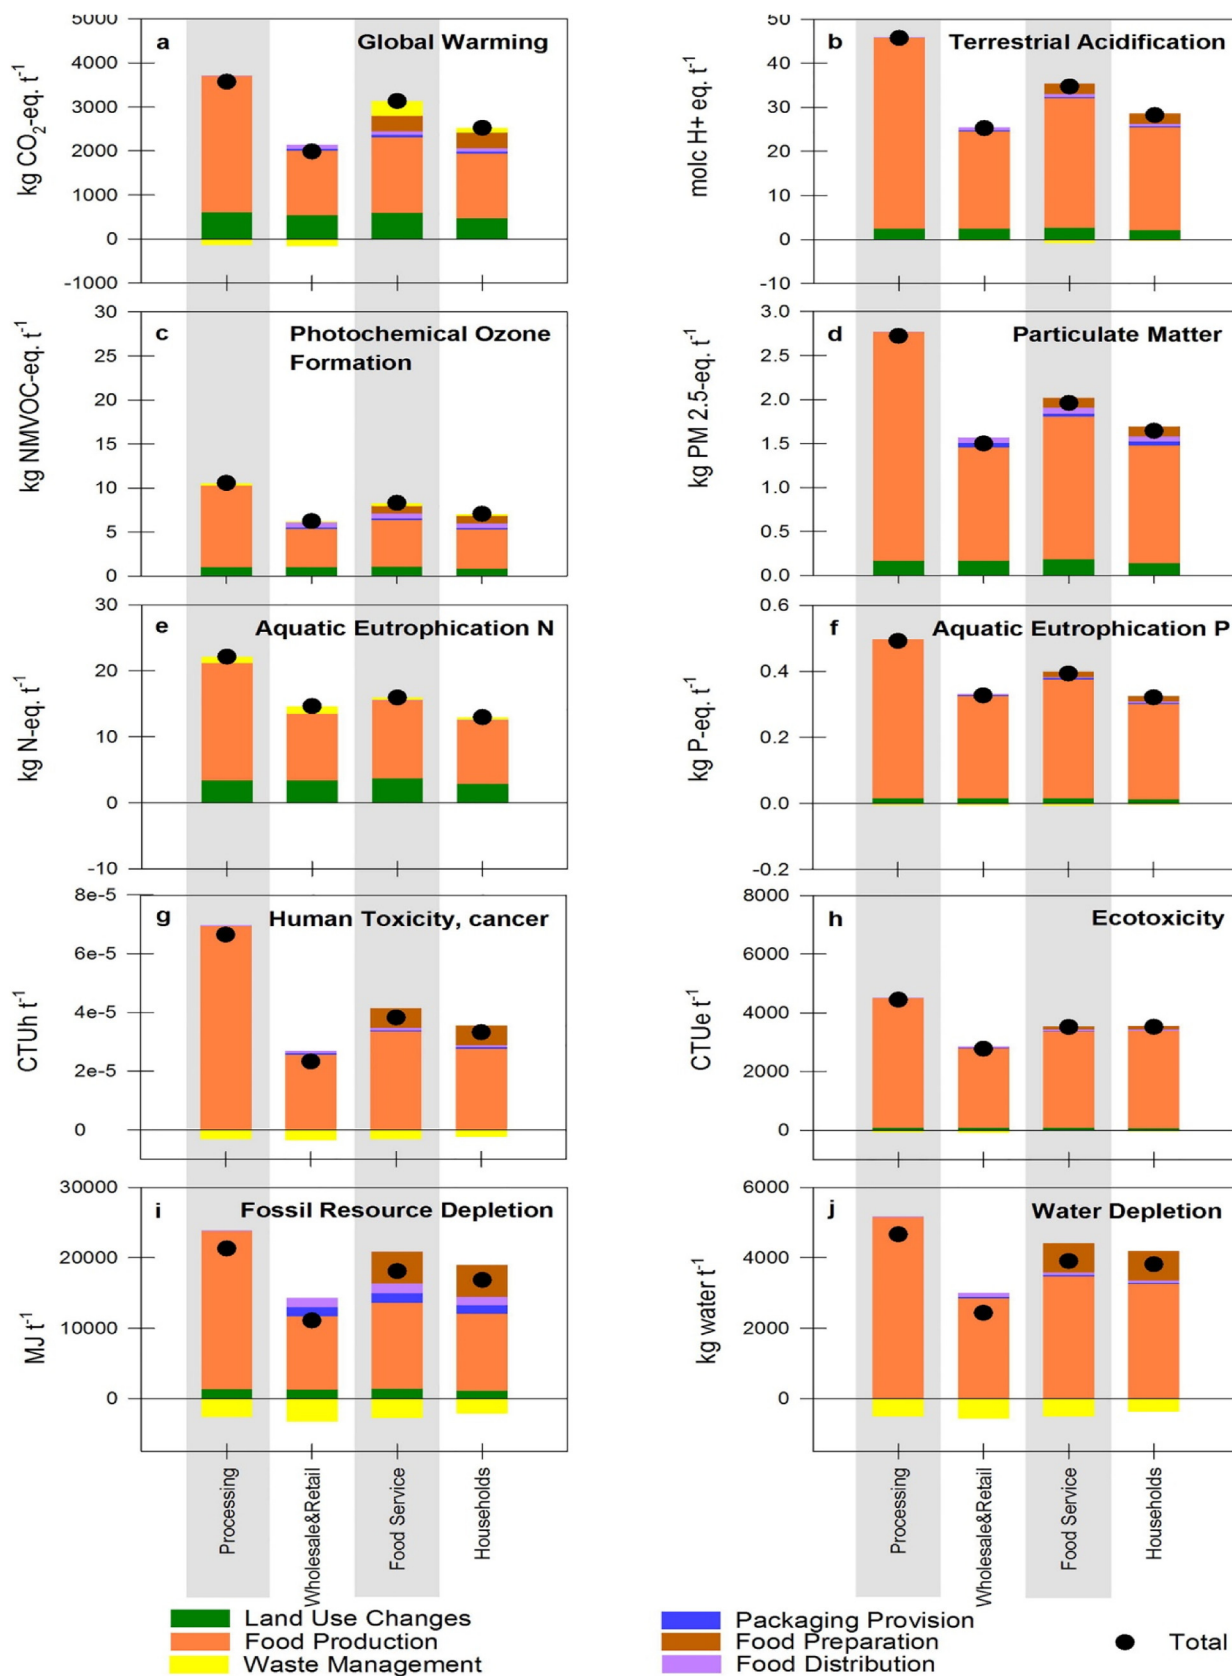 a Global Warming
5000
4000
3000
2000
1000
0
-1000
kg CO₂-eq. t⁻¹
b Terrestrial Acidification
50
40
30
20
10
0
-10
molc H+ eq. t⁻¹
c Photochemical Ozone
Formation
30
25
20
15
10
5
0
kg NMVOC-eq. t⁻¹
d Particulate Matter
3.0
2.5
2.0
1.5
1.0
0.5
0.0
kg PM 2.5-eq. t⁻¹
e Aquatic Eutrophication N
30
20
10
0
-10
kg N-eq. t⁻¹
f Aquatic Eutrophication P
0.6
0.4
0.2
0.0
-0.2
kg P-eq. t⁻¹
g Human Toxicity, cancer
8e-5
6e-5
4e-5
2e-5
0
CTUh t⁻¹
h Ecotoxicity
8000
6000
4000
2000
0
CTUe t⁻¹
i Fossil Resource Depletion
30000
20000
10000
0
MJ t⁻¹
j Water Depletion
6000
4000
2000
0
kg water t⁻¹
Processing
Wholesale&Retail
Food Service
Households
Processing
Wholesale&Retail
Food Service
Households
Land Use Changes
Food Production
Waste Management
Packaging Provision
Food Preparation
Food Distribution
Total